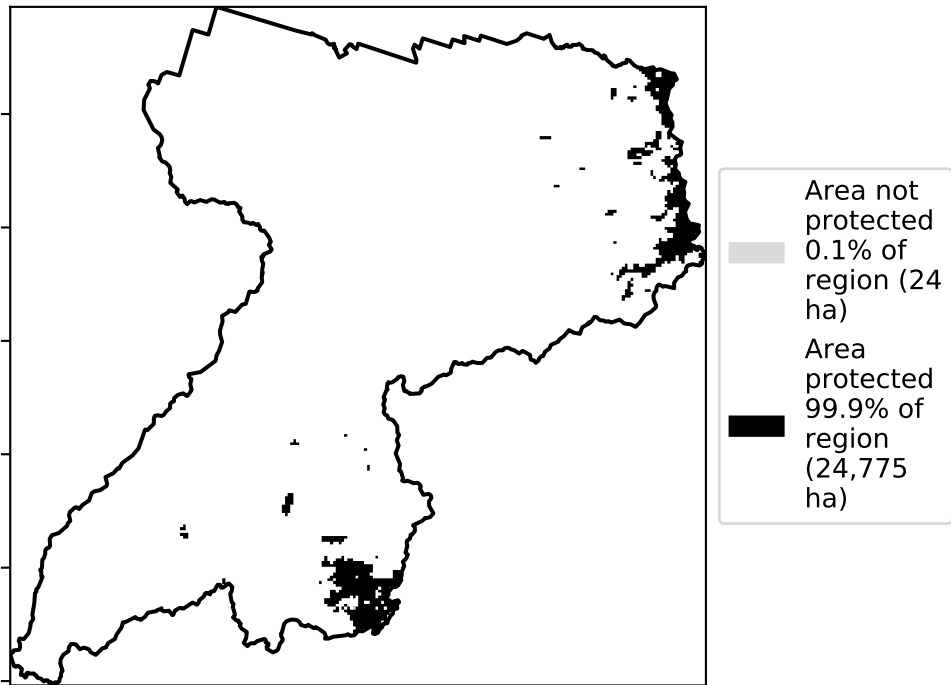 Area not
protected
0.1% of
region (24
ha)
Area
protected
99.9% of
region
(24,775
ha)